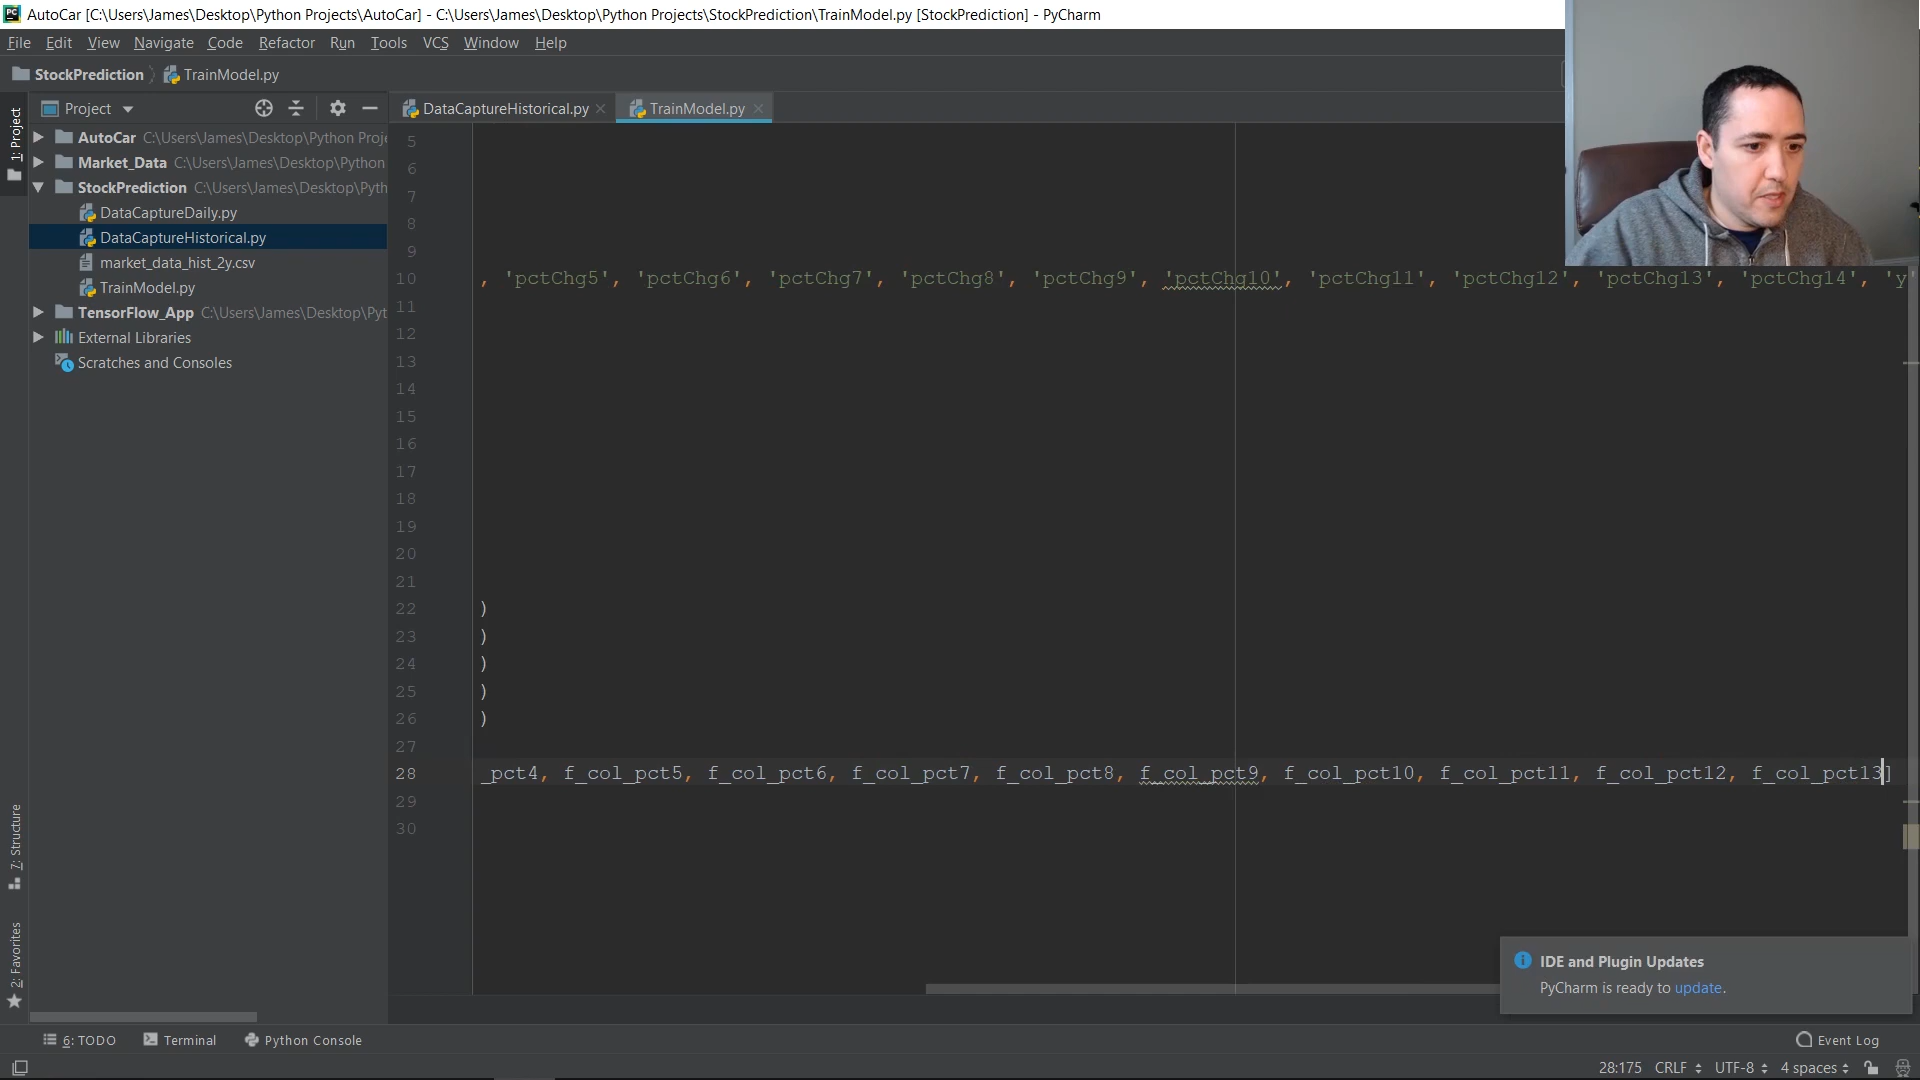 AutoCar [C:\Users\James\Desktop\Python Projects\AutoCar] - C:\Users\James\Desktop\Python Projects\StockPrediction\TrainModel.py [StockPrediction] - PyCharm
File Edit View Navigate Code Refactor Run Tools VCS Window Help
StockPrediction TrainModel.py
Project
DataCaptureHistorical.py
TrainModel.py
1: Project
AutoCar C:\Users\James\Desktop\Python Proje
Market_Data C:\Users\James\Desktop\Python
StockPrediction C:\Users\James\Desktop\Pyth
DataCaptureDaily.py
DataCaptureHistorical.py
market_data_hist_2y.csv
TrainModel.py
TensorFlow_App C:\Users\James\Desktop\Pyt
External Libraries
Scratches and Consoles
7: Structure
2: Favorites
5
6
7
8
9
10 , 'pctChg5', 'pctChg6', 'pctChg7', 'pctChg8', 'pctChg9', 'pctChg10', 'pctChg11', 'pctChg12', 'pctChg13', 'pctChg14', 'y'
11
12
13
14
15
16
17
18
19
20
21
22 )
23 )
24 )
25 )
26 )
27
28 _pct4, f_col_pct5, f_col_pct6, f_col_pct7, f_col_pct8, f_col_pct9, f_col_pct10, f_col_pct11, f_col_pct12, f_col_pct13]
29
30
IDE and Plugin Updates
PyCharm is ready to update.
6: TODO Terminal Python Console Event Log
28:175 CRLF UTF-8 4 spaces